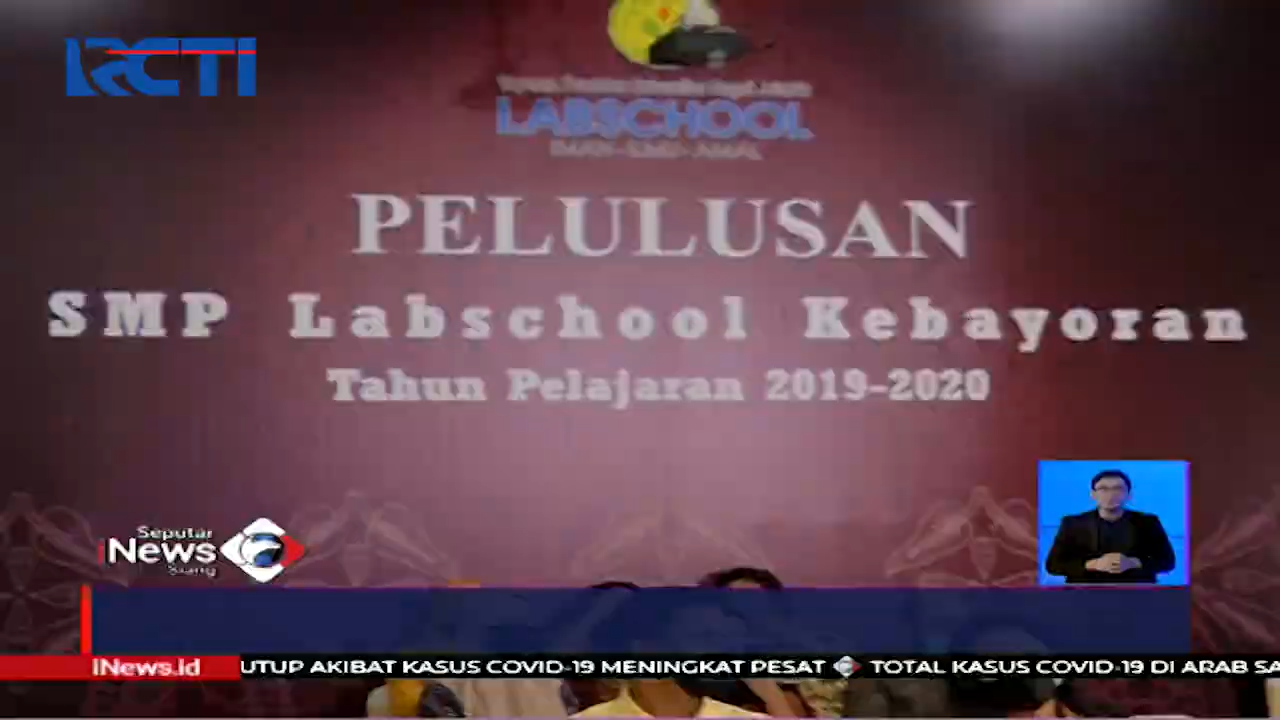 RCTI
LABSCHOOL
PELULUSAN
SMP Labschool Kebayoran
Tahun Pelajaran 2019-2020
Seputar
iNews
Siang
iNews.id
UTUP AKIBAT KASUS COVID-19 MENINGKAT PESAT TOTAL KASUS COVID-19 DI ARAB SA